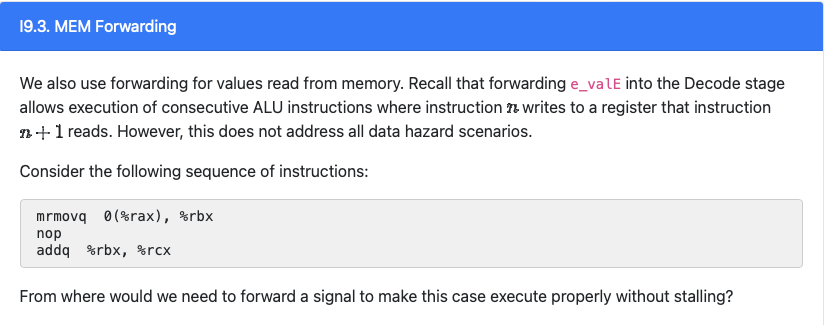 I9.3. MEM Forwarding
We also use forwarding for values read from memory. Recall that forwarding e_valE into the Decode stage
allows execution of consecutive ALU instructions where instruction n writes to a register that instruction
n + 1 reads. However, this does not address all data hazard scenarios.
Consider the following sequence of instructions:
mrmovq  0(%rax), %rbx
nop
addq  %rbx, %rcx
From where would we need to forward a signal to make this case execute properly without stalling?